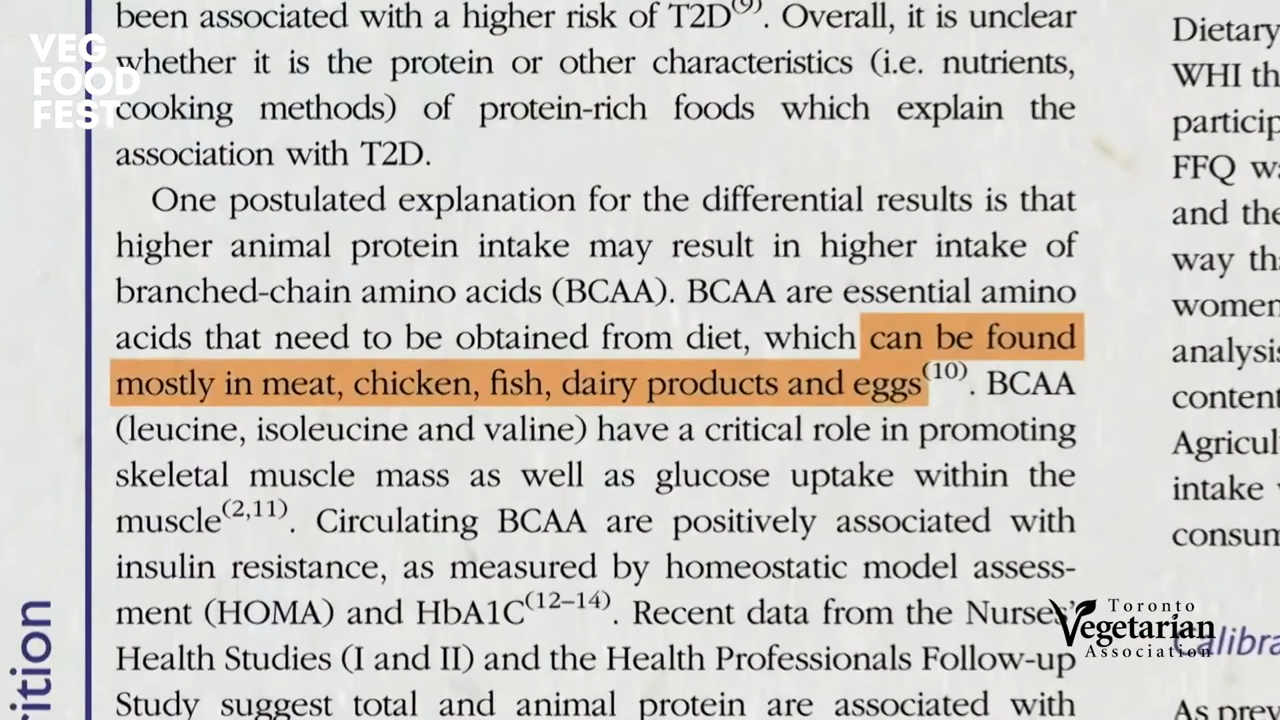 VEG
FOOD
FEST
been associated with a higher risk of T2D(9). Overall, it is unclear
whether it is the protein or other characteristics (i.e. nutrients,
cooking methods) of protein-rich foods which explain the
association with T2D.
One postulated explanation for the differential results is that
higher animal protein intake may result in higher intake of
branched-chain amino acids (BCAA). BCAA are essential amino
acids that need to be obtained from diet, which can be found
mostly in meat, chicken, fish, dairy products and eggs(10). BCAA
(leucine, isoleucine and valine) have a critical role in promoting
skeletal muscle mass as well as glucose uptake within the
muscle(2,11). Circulating BCAA are positively associated with
insulin resistance, as measured by homeostatic model assess-
ment (HOMA) and HbA1C(12–14). Recent data from the Nurses'
Health Studies (I and II) and the Health Professionals Follow-up
Study suggest total and animal protein are associated with
Dietary
WHI th
particip
FFQ wa
and the
way th
women
analysis
content
Agricul
intake
consum
Calibra
As prev
rition
Toronto
Vegetarian
Association